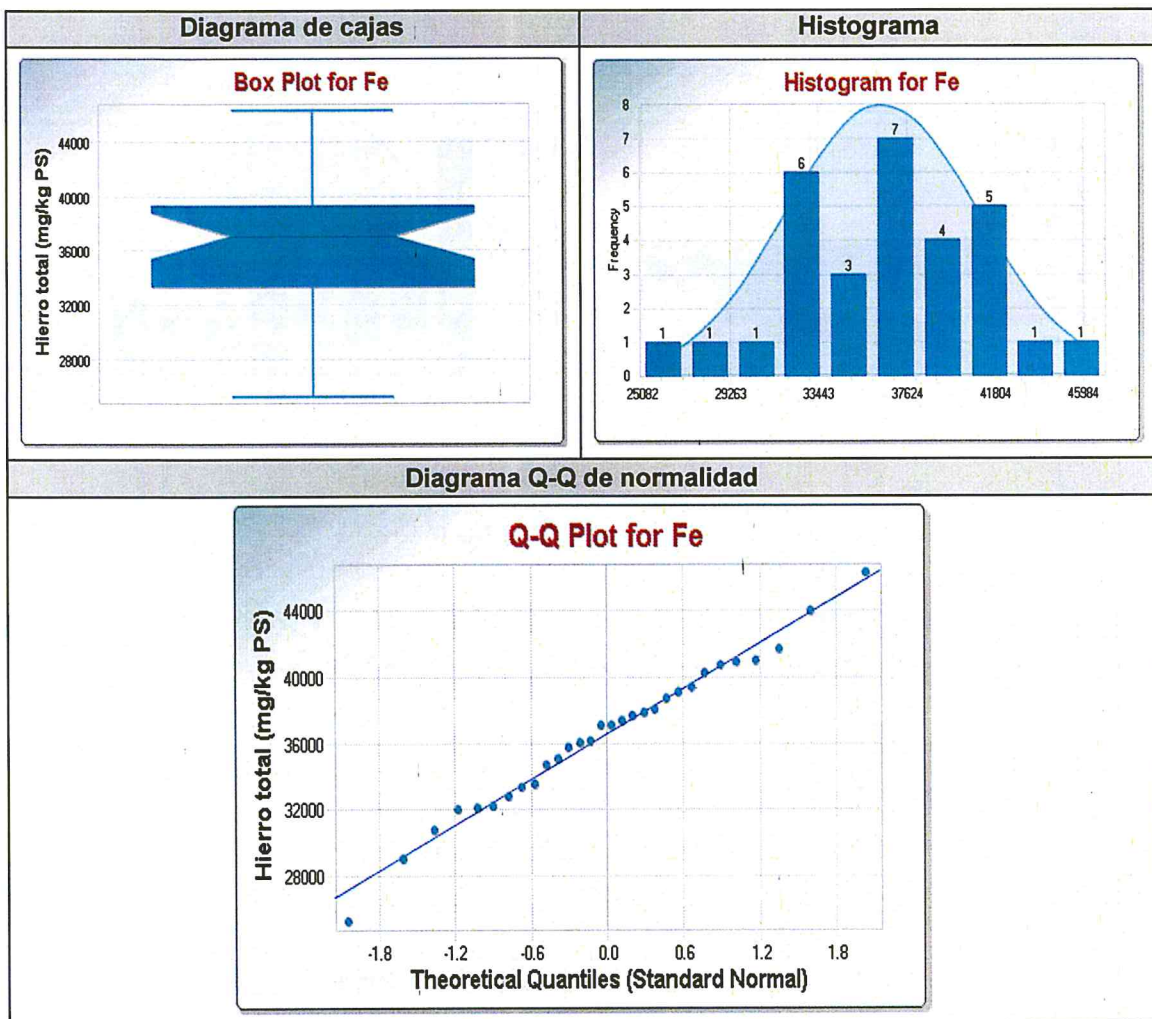 Diagrama de cajas
Histograma
Box Plot for Fe
Hierro total (mg/kg PS)
44000
40000
36000
32000
28000
Histogram for Fe
Frequency
8
7
6
5
4
3
2
1
0
1 1 1 6 3 7 4 5 1 1
25082 29263 33443 37624 41804 45984
Diagrama Q-Q de normalidad
Q-Q Plot for Fe
Hierro total (mg/kg PS)
44000
40000
36000
32000
28000
-1.8 -1.2 -0.6 0.0 0.6 1.2 1.8
Theoretical Quantiles (Standard Normal)